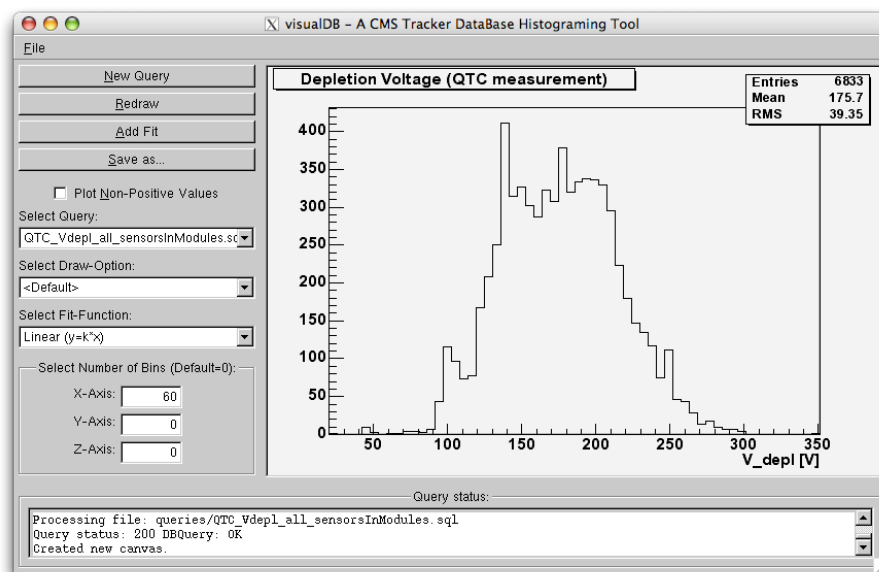 visualDB – A CMS Tracker DataBase Histograming Tool
File
New Query
Redraw
Add Fit
Save as...
Plot Non-Positive Values
Select Query:
QTC_Vdepl_all_sensorsInModules.sq
Select Draw-Option:
<Default>
Select Fit-Function:
Linear (y=k*x)
Select Number of Bins (Default=0):
X-Axis: 60
Y-Axis: 0
Z-Axis: 0
Depletion Voltage (QTC measurement)
Entries 6833
Mean 175.7
RMS 39.35
400
350
300
250
200
150
100
50
0
50 100 150 200 250 300 350
V_depl [V]
Query status:
Processing file: queries/QTC_Vdepl_all_sensorsInModules.sql
Query status: 200 DBQuery: OK
Created new canvas.